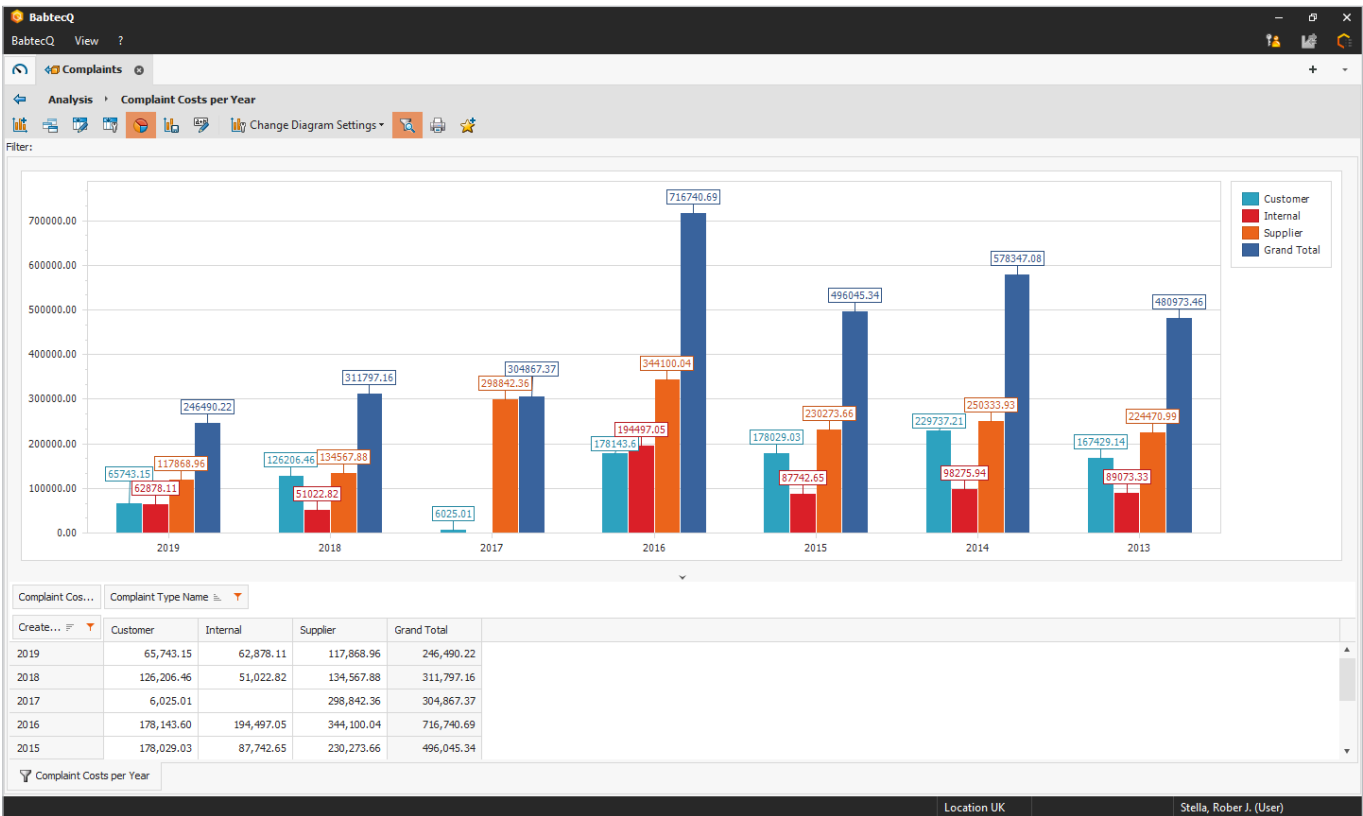 BabtecQ
BabtecQ View ?
Complaints
Analysis Complaint Costs per Year
Change Diagram Settings
Filter:
716740.69
Customer
Internal
Supplier
Grand Total
700000.00
600000.00
578347.08
500000.00
496045.34
480973.46
400000.00
344100.04
311797.16
304867.37
298842.36
300000.00
246490.22
250333.93
230273.66
229737.21
224470.99
200000.00
194497.05
178143.6
178029.03
167429.14
126206.46
134567.88
117868.96
65743.15
62878.11
51022.82
87742.65
98275.94
89073.33
100000.00
6025.01
0.00
2019 2018 2017 2016 2015 2014 2013
Complaint Cos... Complaint Type Name
Create... Customer Internal Supplier Grand Total
2019 65,743.15 62,878.11 117,868.96 246,490.22
2018 126,206.46 51,022.82 134,567.88 311,797.16
2017 6,025.01 298,842.36 304,867.37
2016 178,143.60 194,497.05 344,100.04 716,740.69
2015 178,029.03 87,742.65 230,273.66 496,045.34
Complaint Costs per Year
Location UK Stella, Rober J. (User)